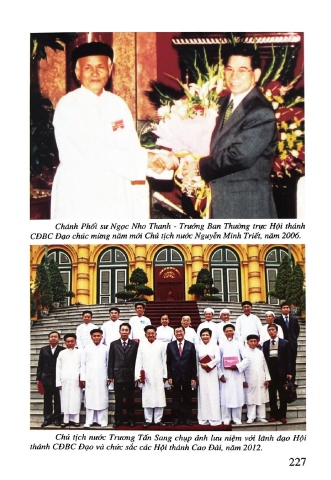 Chánh Phối sư Ngọc Nho Thanh - Trưởng Ban Thường trực Hội thánh
CĐBC Đạo chúc mừng năm mới Chủ tịch nước Nguyễn Minh Triết, năm 2006.
Chủ tịch nước Trương Tấn Sang chụp ảnh lưu niệm với lãnh đạo Hội
thánh CĐBC Đạo và chức sắc các Hội thánh Cao Đài, năm 2012.
227